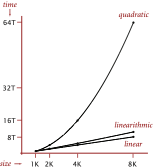 time
quadratic
64T
32T
16T
8T
linearithmic
linear
size
1K 2K 4K 8K